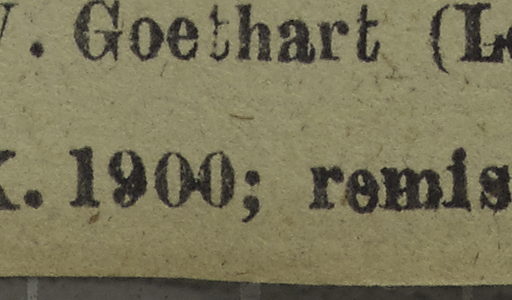 . Goethart (L
. 1900; remis